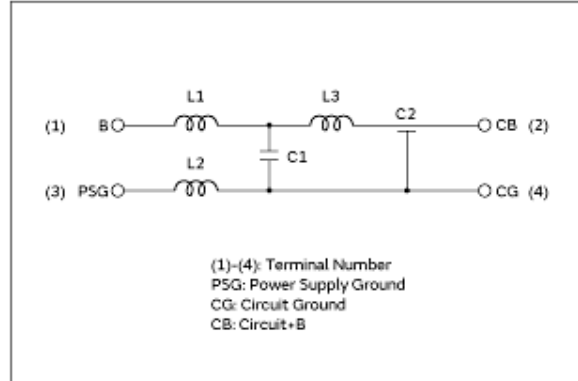 L1 L3 C2
(1) B CB (2)
C1
L2
(3) PSG CG (4)
(1)-(4): Terminal Number
PSG: Power Supply Ground
CG: Circuit Ground
CB: Circuit+B